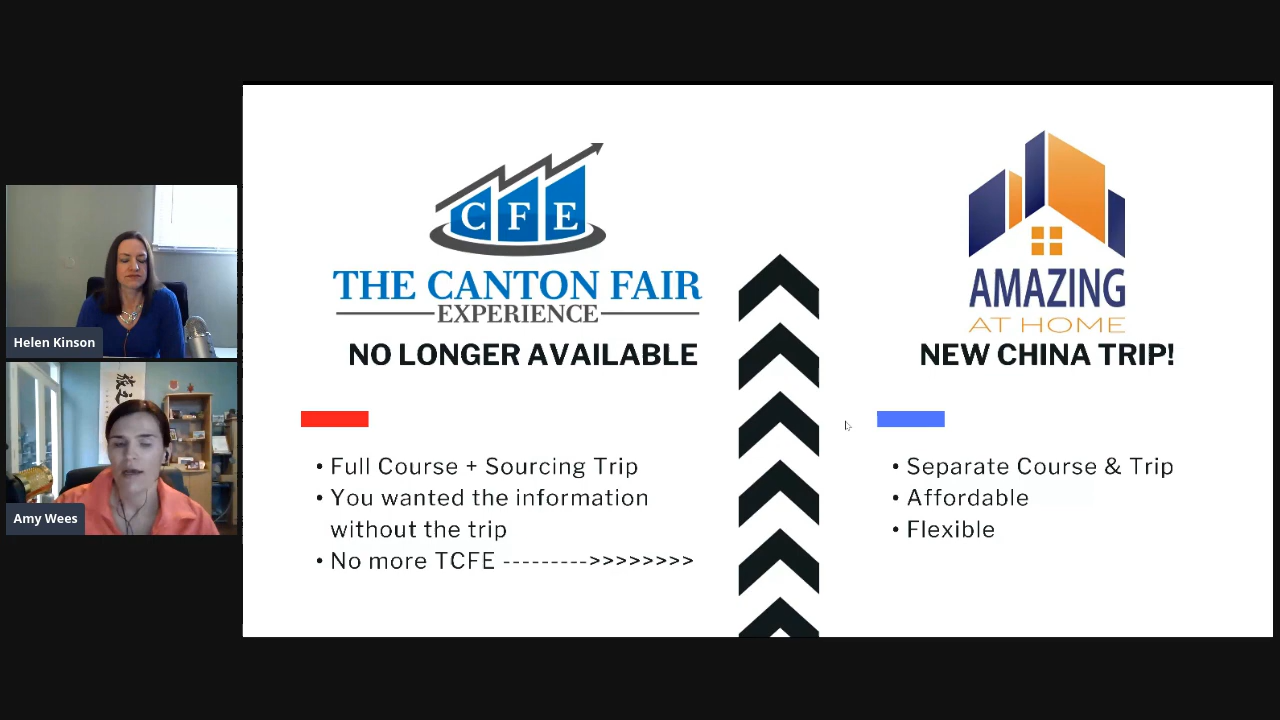 Helen Kinson
Amy Wees
C F E
THE CANTON FAIR
EXPERIENCE
NO LONGER AVAILABLE
• Full Course + Sourcing Trip
• You wanted the information
without the trip
• No more TCFE --------->>>>>>>>
AMAZING
AT HOME
NEW CHINA TRIP!
• Separate Course & Trip
• Affordable
• Flexible